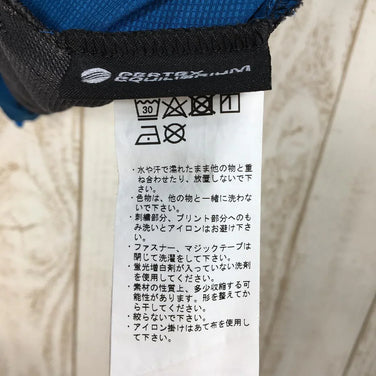 PERTEX
EQUILIBRIUM
30
・水や汗で濡れたまま他の物と重
ね合わせたり、放置しないで下
さい。
・色物は、他の物と一緒に洗わな
いで下さい。
・刺繍部分、プリント部分へのも
み洗いとアイロンはお避け下さ
い。
・ファスナー、マジックテープは
閉じて洗濯をして下さい。
・蛍光増白剤が入っていない洗剤
を使用してください。
・素材の性質上、多少収縮する可
能性があります。形を整えてか
ら干してください。
・絞らないで下さい。
・アイロン掛けはあて布を使用し
て下さい。